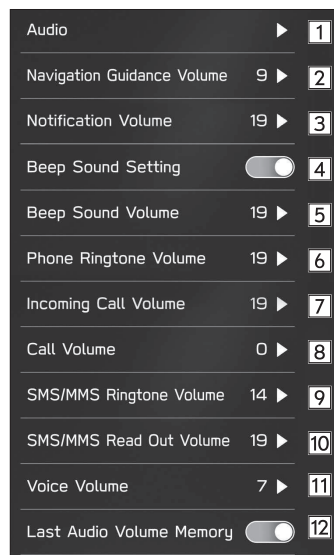 Audio 1
Navigation Guidance Volume 9 2
Notification Volume 19 3
Beep Sound Setting 4
Beep Sound Volume 19 5
Phone Ringtone Volume 19 6
Incoming Call Volume 19 7
Call Volume 0 8
SMS/MMS Ringtone Volume 14 9
SMS/MMS Read Out Volume 19 10
Voice Volume 7 11
Last Audio Volume Memory 12